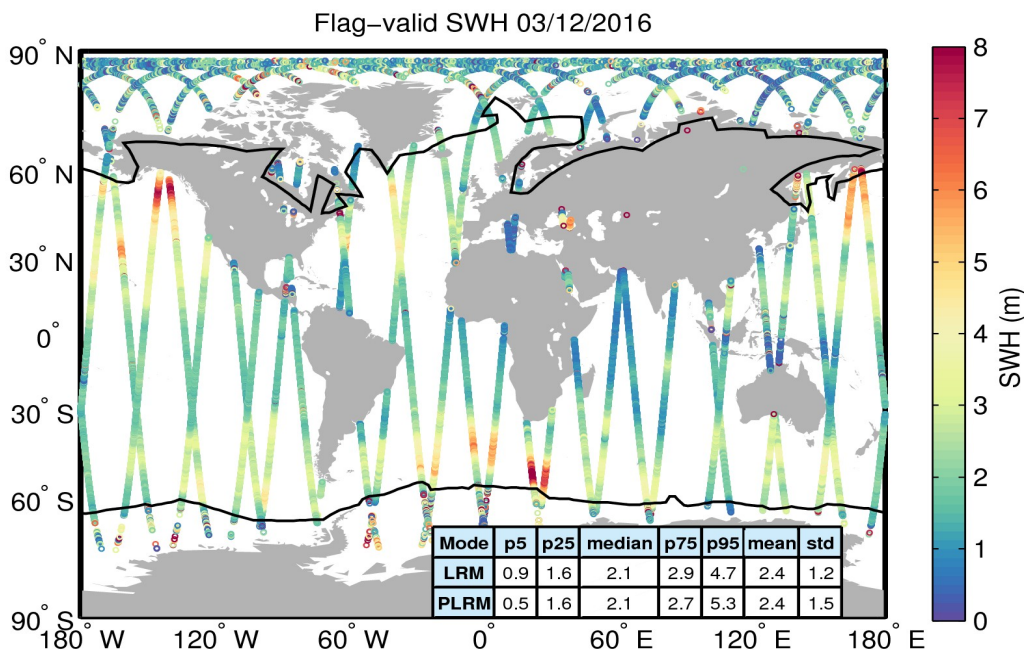 Flag−valid SWH 03/12/2016
90° N
60° N
30° N
0°
30° S
60° S
90° S
180° W
120° W
60° W
0°
60° E
120° E
180° E
8
7
6
5
4
3
2
1
0
SWH (m)
Mode p5 p25 median p75 p95 mean std
LRM 0.9 1.6 2.1 2.9 4.7 2.4 1.2
PLRM 0.5 1.6 2.1 2.7 5.3 2.4 1.5